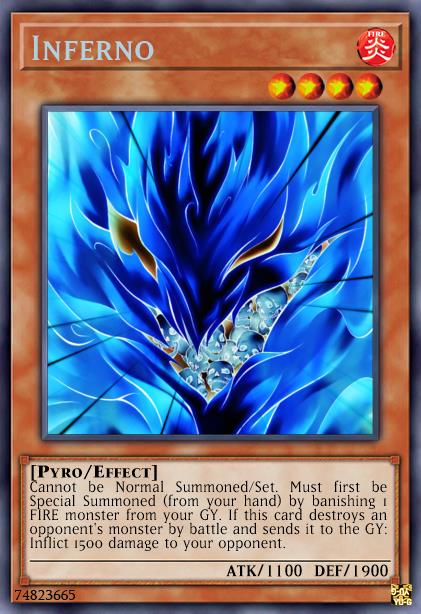 Inferno
FIRE
炎
[Pyro/Effect]
Cannot be Normal Summoned/Set. Must first be
Special Summoned (from your hand) by banishing 1
FIRE monster from your GY. If this card destroys an
opponent's monster by battle and sends it to the GY:
Inflict 1500 damage to your opponent.
ATK/1100 DEF/1900
74823665